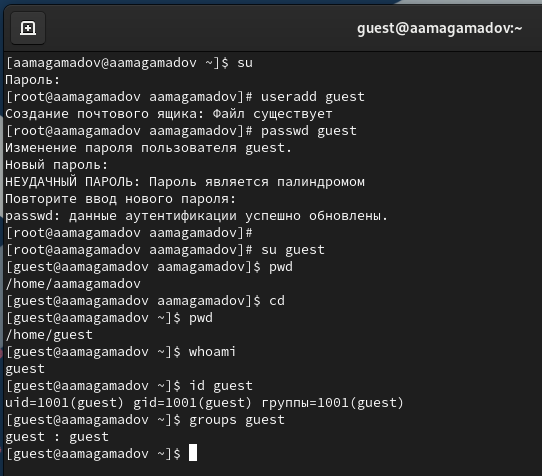 guest@aamagamadov:~
[aamagamadov@aamagamadov ~]$ su
Пароль:
[root@aamagamadov aamagamadov]# useradd guest
Создание почтового ящика: Файл существует
[root@aamagamadov aamagamadov]# passwd guest
Изменение пароля пользователя guest.
Новый пароль:
НЕУДАЧНЫЙ ПАРОЛЬ: Пароль является палиндромом
Повторите ввод нового пароля:
passwd: данные аутентификации успешно обновлены.
[root@aamagamadov aamagamadov]#
[root@aamagamadov aamagamadov]# su guest
[guest@aamagamadov aamagamadov]$ pwd
/home/aamagamadov
[guest@aamagamadov aamagamadov]$ cd
[guest@aamagamadov ~]$ pwd
/home/guest
[guest@aamagamadov ~]$ whoami
guest
[guest@aamagamadov ~]$ id guest
uid=1001(guest) gid=1001(guest) группы=1001(guest)
[guest@aamagamadov ~]$ groups guest
guest : guest
[guest@aamagamadov ~]$